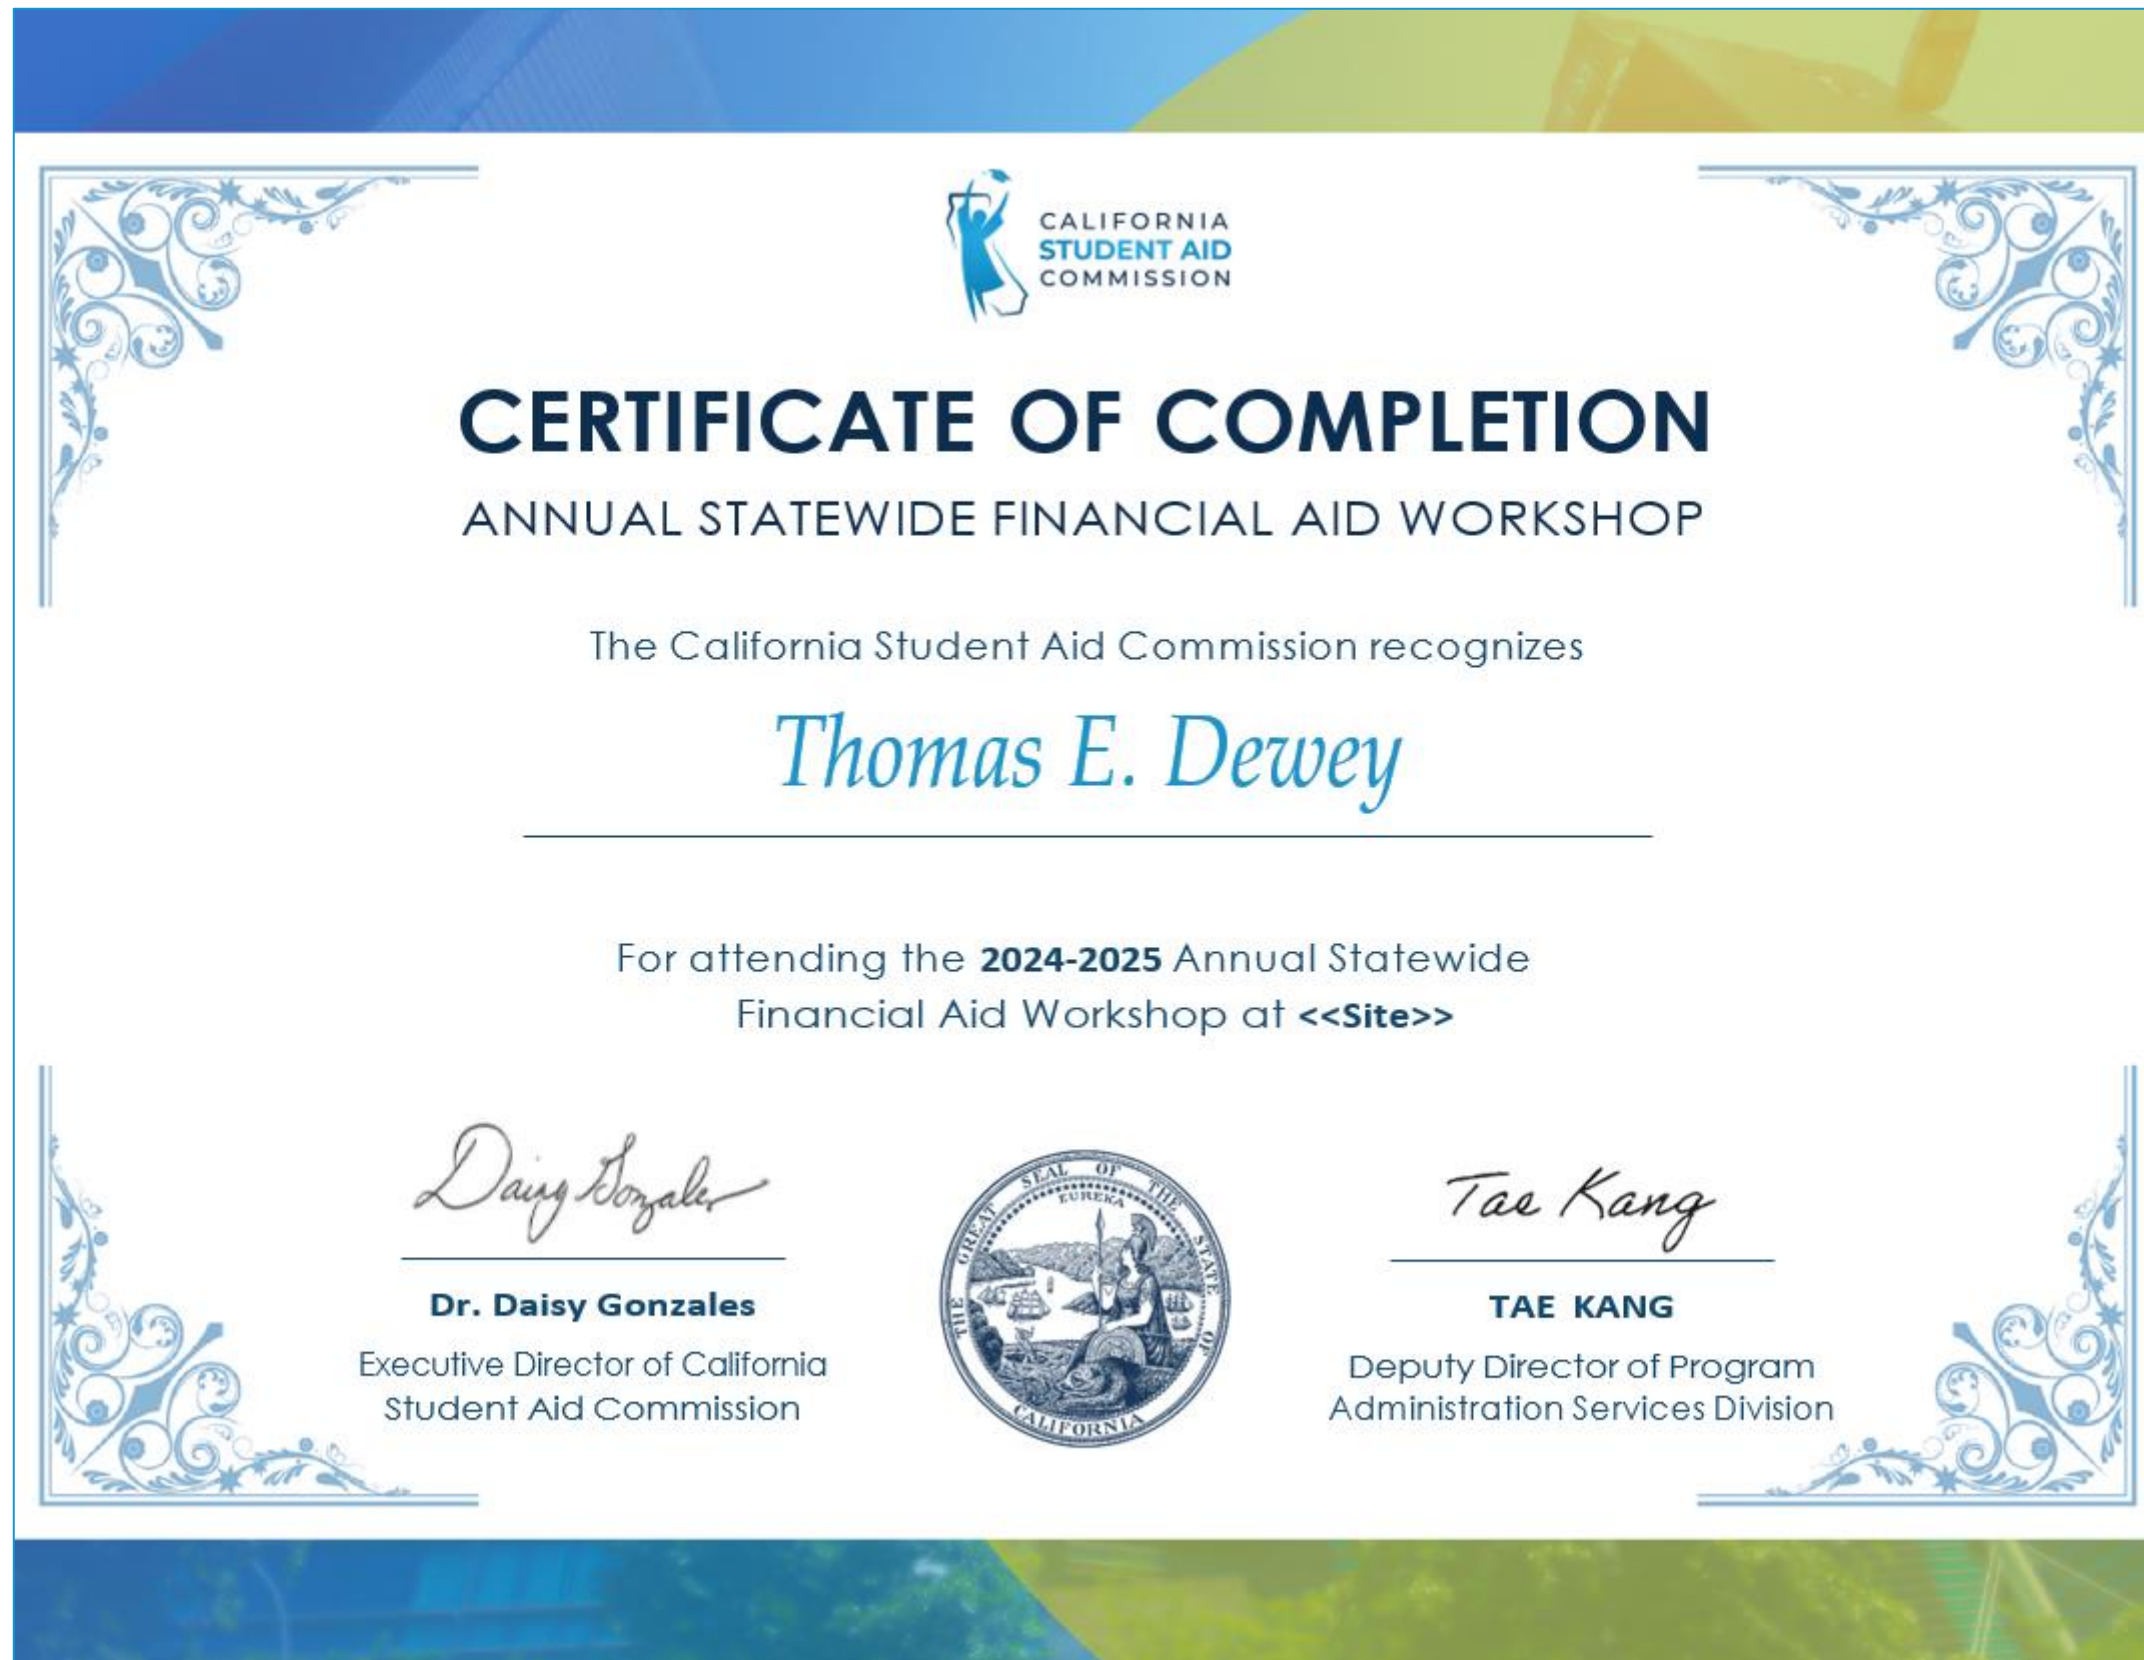 CALIFORNIA
STUDENT AID
COMMISSION
CERTIFICATE OF COMPLETION
ANNUAL STATEWIDE FINANCIAL AID WORKSHOP
The California Student Aid Commission recognizes
Thomas E. Dewey
For attending the 2024-2025 Annual Statewide
Financial Aid Workshop at <<Site>>
Daisy Gonzales
Dr. Daisy Gonzales
Executive Director of California
Student Aid Commission
THE GREAT SEAL OF THE STATE OF CALIFORNIA
EUREKA
Tae Kang
TAE KANG
Deputy Director of Program
Administration Services Division